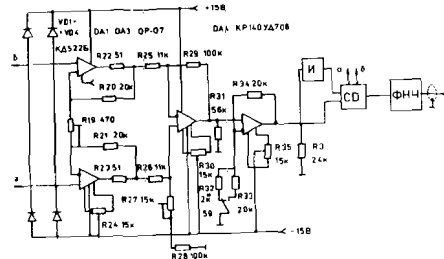 +15В
VD1÷
÷VD4
КД522Б
DA1 DA3 OP-07
DA4 КР140УД708
R22 51
R25 11к
R29 100к
R34 20к
И
а
б
CD
ФНЧ
б
R20 20к
R31
56к
R19 470
R21 20к
R23 51
R26 11к
R30
15к
R35
15к
R3
24к
а
R27 15к
R32
2к
R33
20к
59
R24 15к
-15В
R28 100к